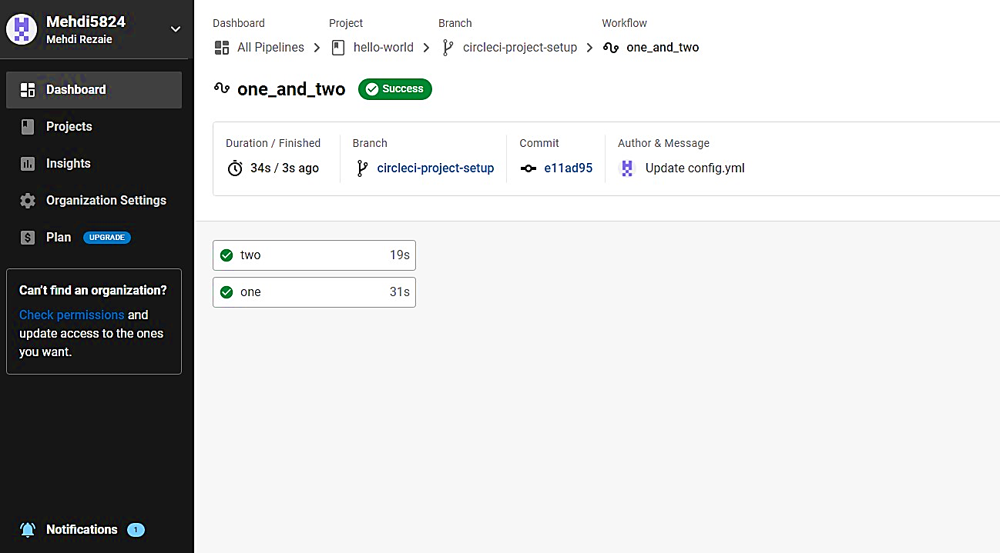 Mehdi5824
Mehdi Rezaie
Dashboard
Projects
Insights
Organization Settings
Plan UPGRADE
Can't find an organization?
Check permissions and
update access to the ones
you want.
Notifications 1
Dashboard Project Branch Workflow
All Pipelines hello-world circleci-project-setup one_and_two
one_and_two Success
Duration / Finished Branch Commit Author & Message
34s / 3s ago circleci-project-setup e11ad95 Update config.yml
two 19s
one 31s